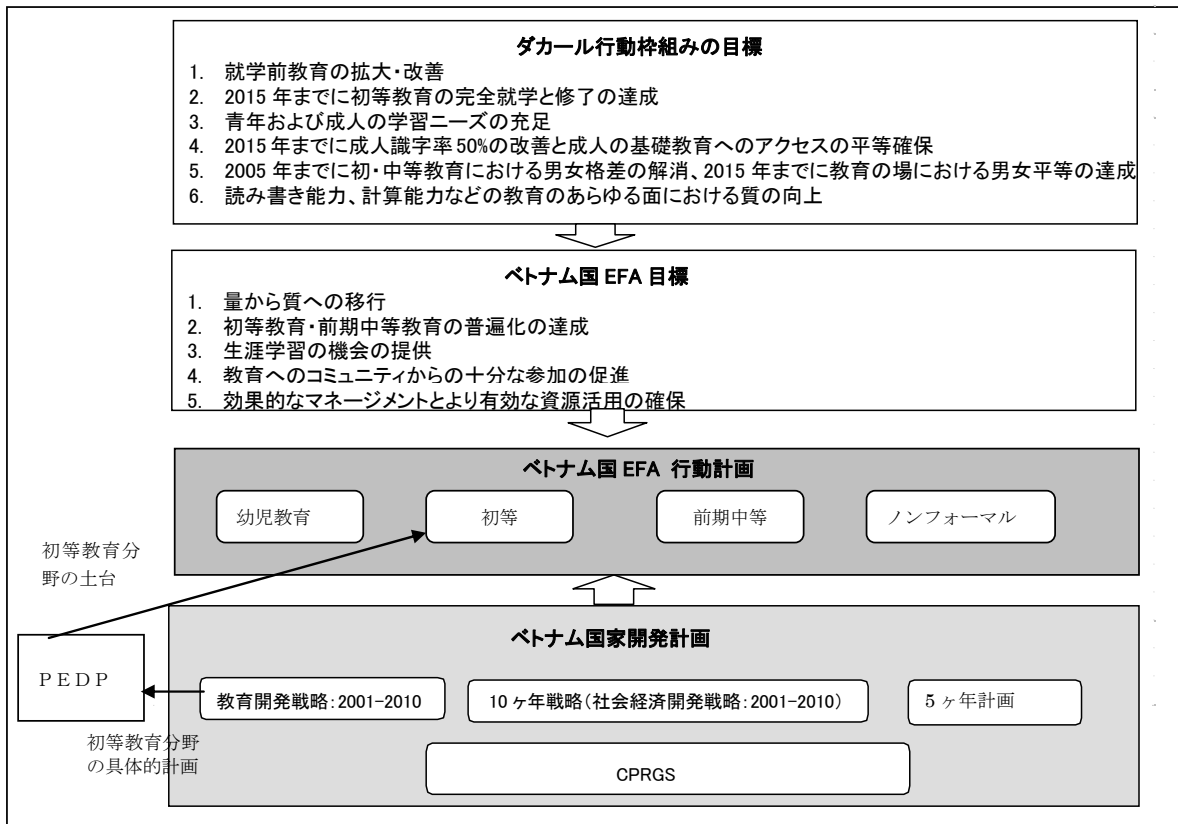 ダカール行動枠組みの目標
1. 就学前教育の拡大・改善
2. 2015 年までに初等教育の完全就学と修了の達成
3. 青年および成人の学習ニーズの充足
4. 2015 年までに成人識字率 50%の改善と成人の基礎教育へのアクセスの平等確保
5. 2005 年までに初・中等教育における男女格差の解消、2015 年までに教育の場における男女平等の達成
6. 読み書き能力、計算能力などの教育のあらゆる面における質の向上
ベトナム国 EFA 目標
1. 量から質への移行
2. 初等教育・前期中等教育の普遍化の達成
3. 生涯学習の機会の提供
4. 教育へのコミュニティからの十分な参加の促進
5. 効果的なマネージメントとより有効な資源活用の確保
ベトナム国 EFA 行動計画
幼児教育
初等
前期中等
ノンフォーマル
初等教育分
野の土台
ベトナム国家開発計画
PEDP
教育開発戦略：2001-2010
10 ヶ年戦略（社会経済開発戦略：2001-2010）
5 ヶ年計画
初等教育分野
の具体的計画
CPRGS